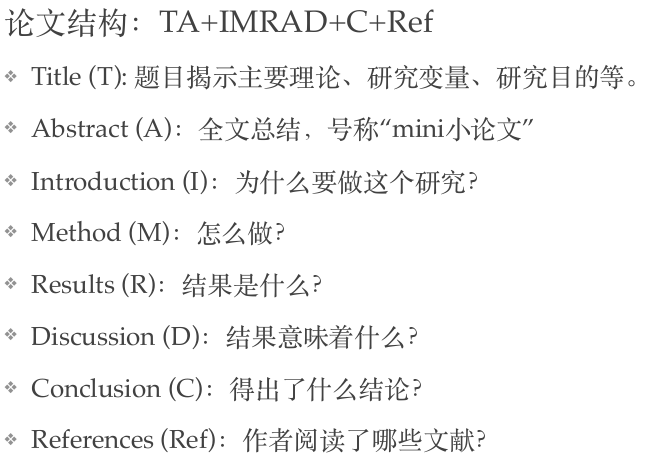 论文结构：TA+IMRAD+C+Ref
❖ Title (T): 题目揭示主要理论、研究变量、研究目的等。
❖ Abstract (A)：全文总结，号称“mini小论文”
❖ Introduction (I)：为什么要做这个研究？
❖ Method (M)：怎么做？
❖ Results (R)：结果是什么？
❖ Discussion (D)：结果意味着什么？
❖ Conclusion (C)：得出了什么结论？
❖ References (Ref)：作者阅读了哪些文献？